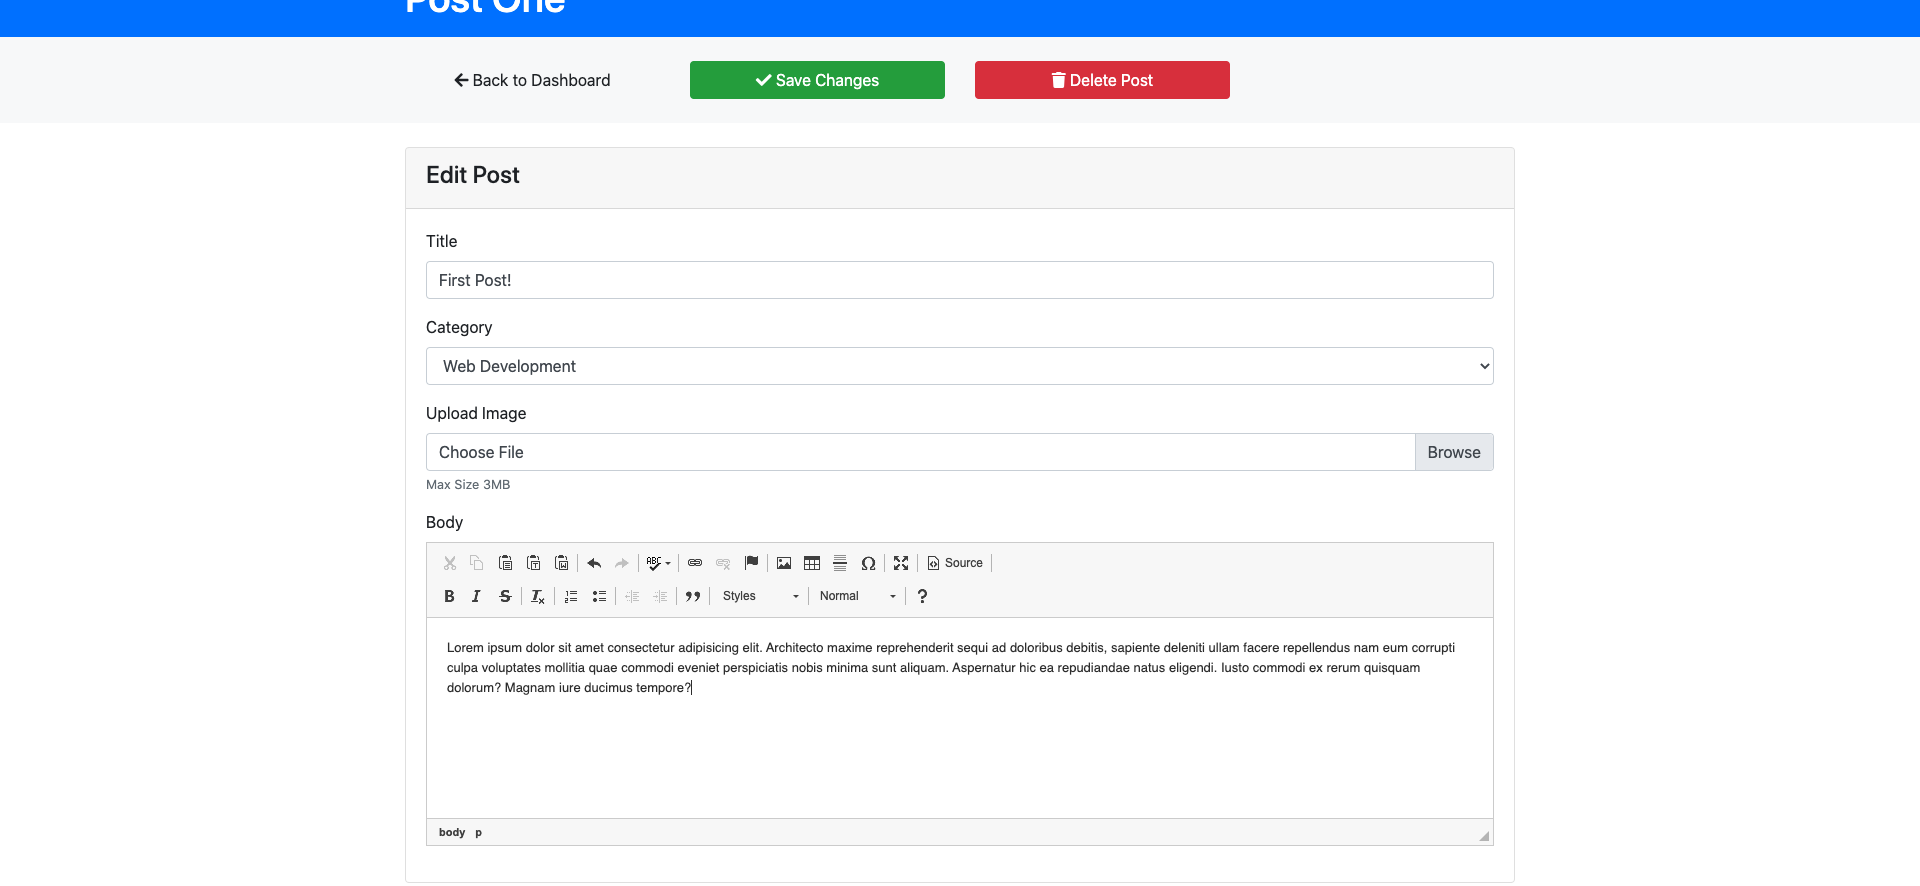 Post One
Back to Dashboard
Save Changes
Delete Post
Edit Post
Title
First Post!
Category
Web Development
Upload Image
Choose File
Browse
Max Size 3MB
Body
ABC
Source
B I S
Styles
Normal
?
Lorem ipsum dolor sit amet consectetur adipisicing elit. Architecto maxime reprehenderit sequi ad doloribus debitis, sapiente deleniti ullam facere repellendus nam eum corrupti
culpa voluptates mollitia quae commodi eveniet perspiciatis nobis minima sunt aliquam. Aspernatur hic ea repudiandae natus eligendi. Iusto commodi ex rerum quisquam
dolorum? Magnam iure ducimus tempore?
body p